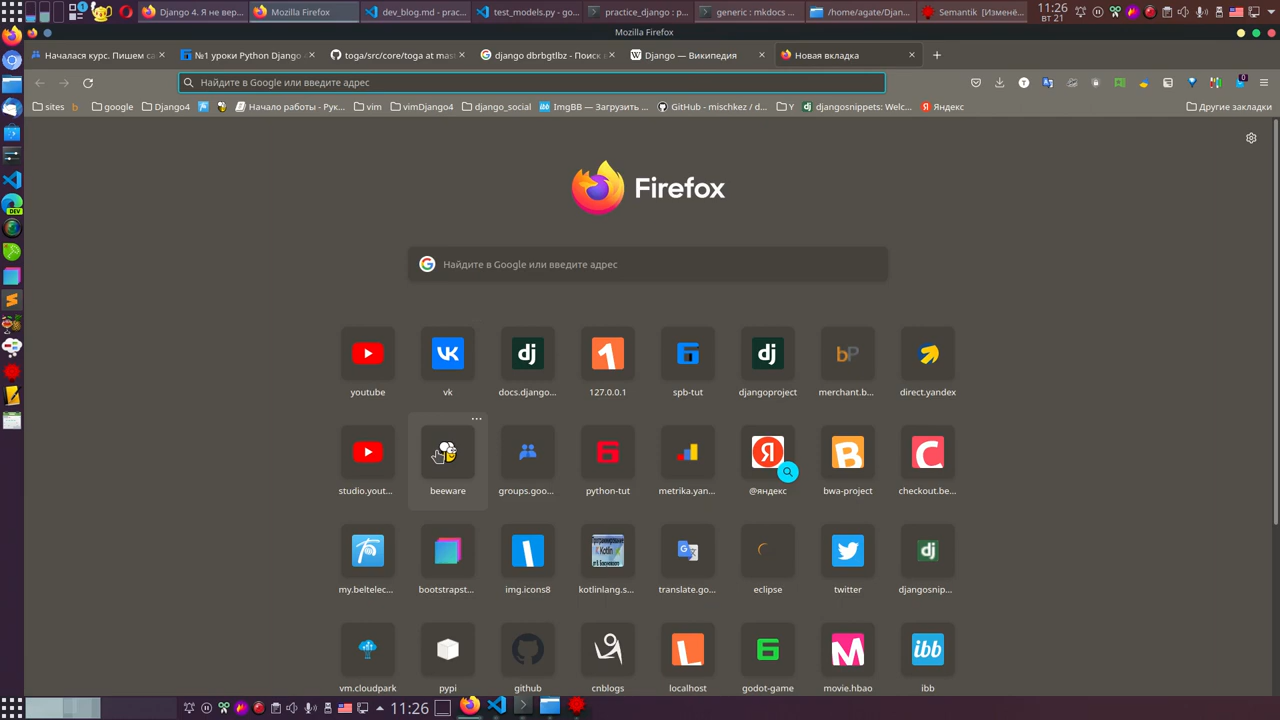 Django 4. Я не вер...
Mozilla Firefox
dev_blog.md - prac...
test_models.py - go...
practice_django : p...
generic : mkdocs ...
/home/agate/Djan...
Semantik [Изменё...
11:26
вт 21
Mozilla Firefox
Началася курс. Пишем са
№1 уроки Python Django
toga/src/core/toga at mas
django dbrbgtlbz - Поиск в
Django — Википедия
Новая вкладка
Найдите в Google или введите адрес
sites
google
Django4
Начало работы - Рук...
vim
vimDjango4
django_social
ImgBB — Загрузить ...
GitHub - mischkez / d...
Y
djangosnippets: Welc...
Яндекс
Другие закладки
Firefox
Найдите в Google или введите адрес
youtube
vk
docs.django...
127.0.0.1
spb-tut
djangoproject
merchant.b...
direct.yandex
studio.yout...
beeware
groups.goo...
python-tut
metrika.yan...
@яндекс
bwa-project
checkout.be...
my.beltelec...
bootstrapst...
img.icons8
kotlinlang.s...
translate.go...
eclipse
twitter
djangosnip...
vm.cloudpark
pypi
github
cnblogs
localhost
godot-game
movie.hbao
ibb
11:26